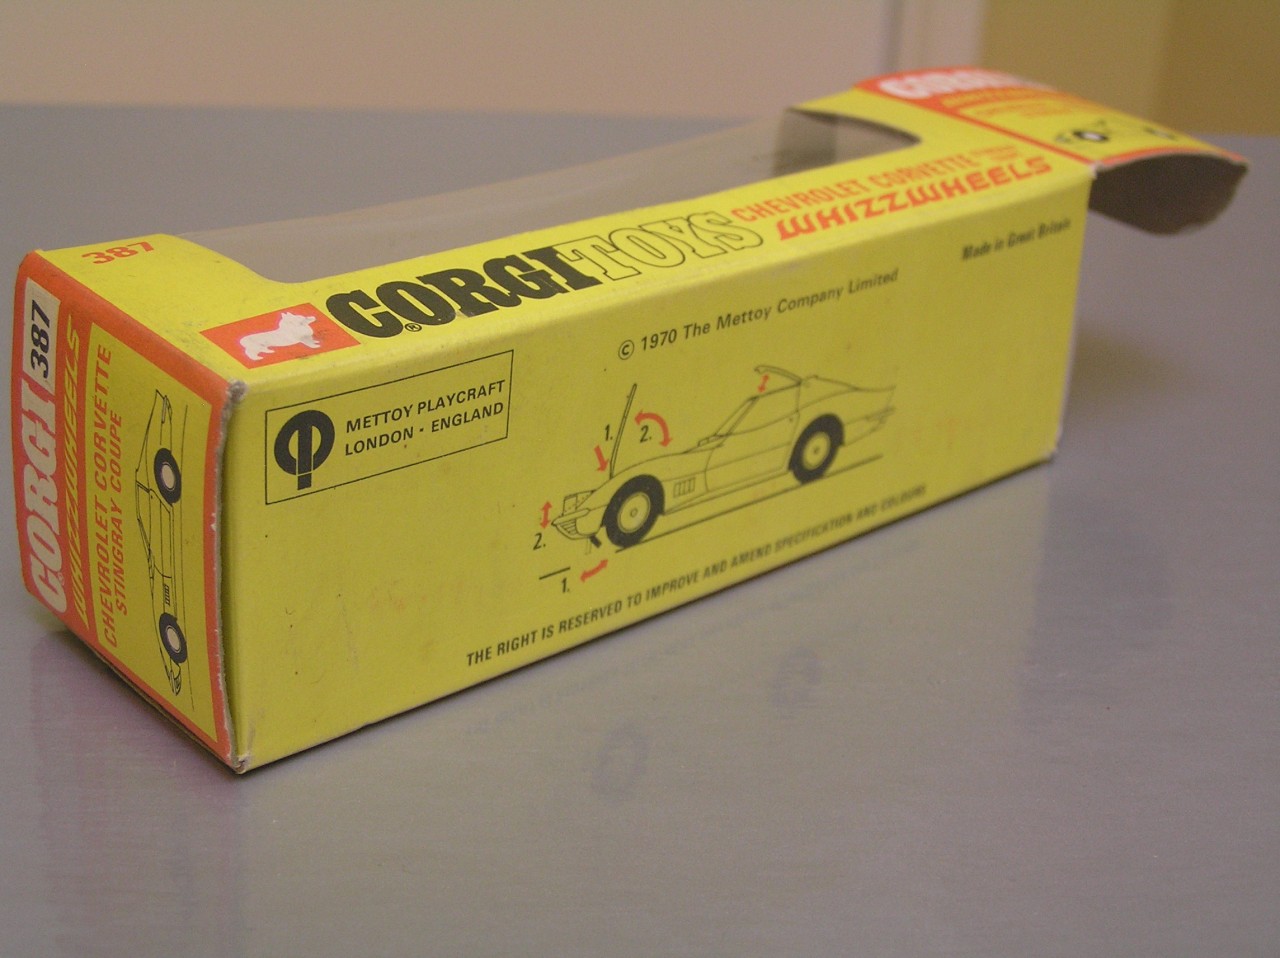 387
CORGI TOYS
®
CHEVROLET CORVETTE
WHIZZWHEELS
CORGI
387
WHIZZWHEELS
CHEVROLET CORVETTE
STINGRAY COUPE
METTOY PLAYCRAFT
LONDON • ENGLAND
© 1970 The Mettoy Company Limited
Made in Great Britain
1.
2.
2.
1.
THE RIGHT IS RESERVED TO IMPROVE AND AMEND SPECIFICATION AND COLOURS
CORGI